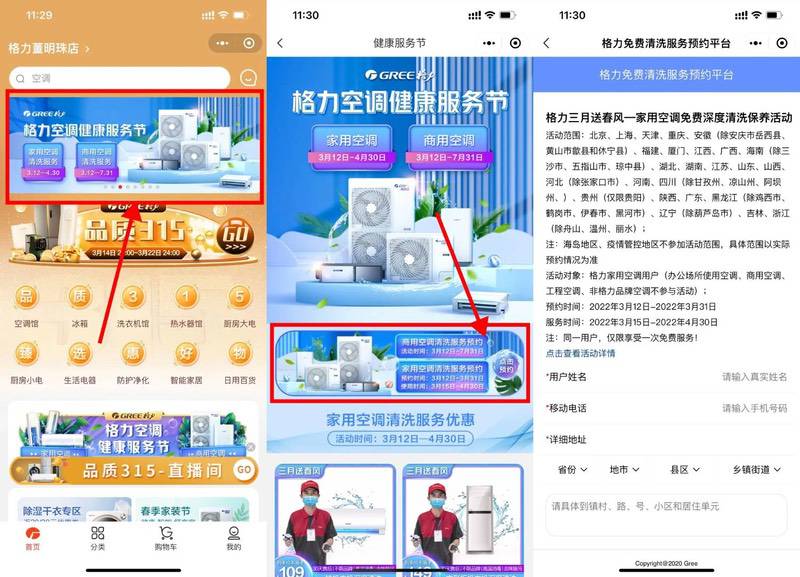 11:29
格力董明珠店
空调
GREE 格力
格力空调健康服务节
家用空调
清洗服务
3.12-4.30
商用空调
清洗服务
3.12-7.31
GREE 格力
品质315
3月14日 20:00—3月22日 24:00
GO
品
质
3
1
5
空调馆
冰箱
洗衣机馆
热水器馆
厨房大电
臻
选
惠
好
物
厨房小电
生活电器
防护净化
智能家居
日用百货
GREE 格力
格力空调
健康服务节
家用空调
商用空调
品质315-直播间
GO
除湿干衣专区
春季家装节
首页
分类
购物车
我的
11:30
健康服务节
GREE 格力
格力空调健康服务节
家用空调
3月12日-4月30日
商用空调
3月12日-7月31日
商用空调清洗服务预约
活动时间：3月12日-7月31日
家用空调清洗服务预约
预约时间：3月12日-3月31日
使用时间：3月15日-4月30日
点击
预约
家用空调清洗服务优惠
活动时间：3月12日—4月30日
三月送春风
三月送春风
109
149
11:30
格力免费清洗服务预约平台
格力免费清洗服务预约平台
格力三月送春风—家用空调免费深度清洗保养活动
活动范围：北京、上海、天津、重庆、安徽（除安庆市岳西县、
黄山市歙县和休宁县）、福建、厦门、江西、广西、海南（除三
沙市、五指山市、琼中县）、湖北、湖南、江苏、山东、山西、
河北（除张家口市）、河南、四川（除甘孜州、凉山州、阿坝
州、）、贵州（仅限贵阳）、陕西、广东、黑龙江（除鸡西市、
鹤岗市、伊春市、黑河市）、辽宁（除葫芦岛市）、吉林、浙江
（除舟山、温州、丽水）；
注：海岛地区、疫情管控地区不参加活动范围，具体范围以实际
预约情况为准
活动对象：格力家用空调用户（办公场所使用空调、商用空调、
工程空调、非格力品牌空调不参与活动）；
预约时间：2022年3月12日-2022年3月31日
服务时间：2022年3月15日-2022年4月30日
注：同一用户，仅限享受一次免费服务！
点击查看活动详情
*用户姓名
请输入真实姓名
*移动电话
请输入手机号码
*详细地址
省份
地市
县区
乡镇街道
请具体到镇村、路、号、小区和居住单元
Copyright©2020 Gree